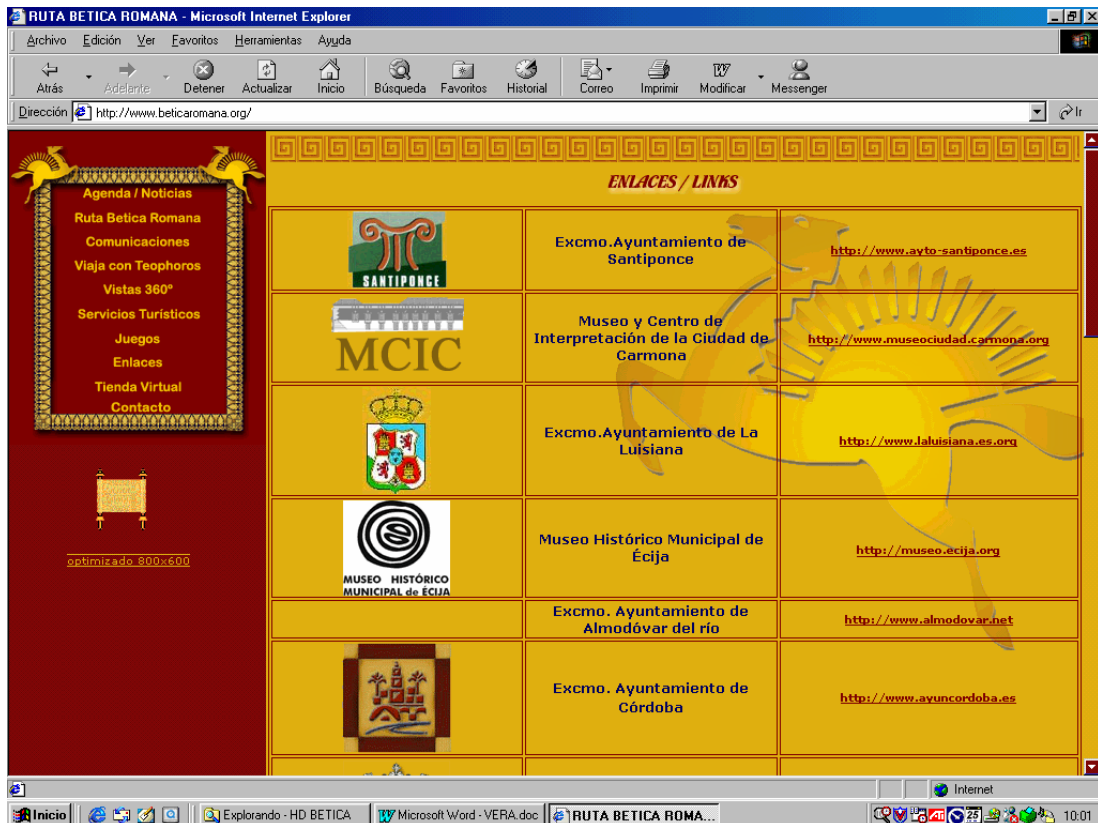 RUTA BETICA ROMANA - Microsoft Internet Explorer
Archivo Edición Ver Favoritos Herramientas Ayuda
Atrás Adelante Detener Actualizar Inicio Búsqueda Favoritos Historial Correo Imprimir Modificar Messenger
Dirección http://www.beticaromana.org/ Ir
Agenda / Noticias
Ruta Betica Romana
Comunicaciones
Viaja con Teophoros
Vistas 360º
Servicios Turísticos
Juegos
Enlaces
Tienda Virtual
Contacto
optimizado 800x600
ENLACES / LINKS
SANTIPONCE
Excmo.Ayuntamiento de
Santiponce
http://www.ayto-santiponce.es
MCIC
Museo y Centro de
Interpretación de la Ciudad de
Carmona
http://www.museociudad.carmona.org
Excmo.Ayuntamiento de La
Luisiana
http://www.laluisiana.es.org
MUSEO HISTÓRICO
MUNICIPAL de ÉCIJA
Museo Histórico Municipal de
Écija
http://museo.ecija.org
Excmo. Ayuntamiento de
Almodóvar del río
http://www.almodovar.net
Excmo. Ayuntamiento de
Córdoba
http://www.ayuncordoba.es
Internet
Inicio Explorando - HD BETICA Microsoft Word - VERA.doc RUTA BETICA ROMA... 25 10:01